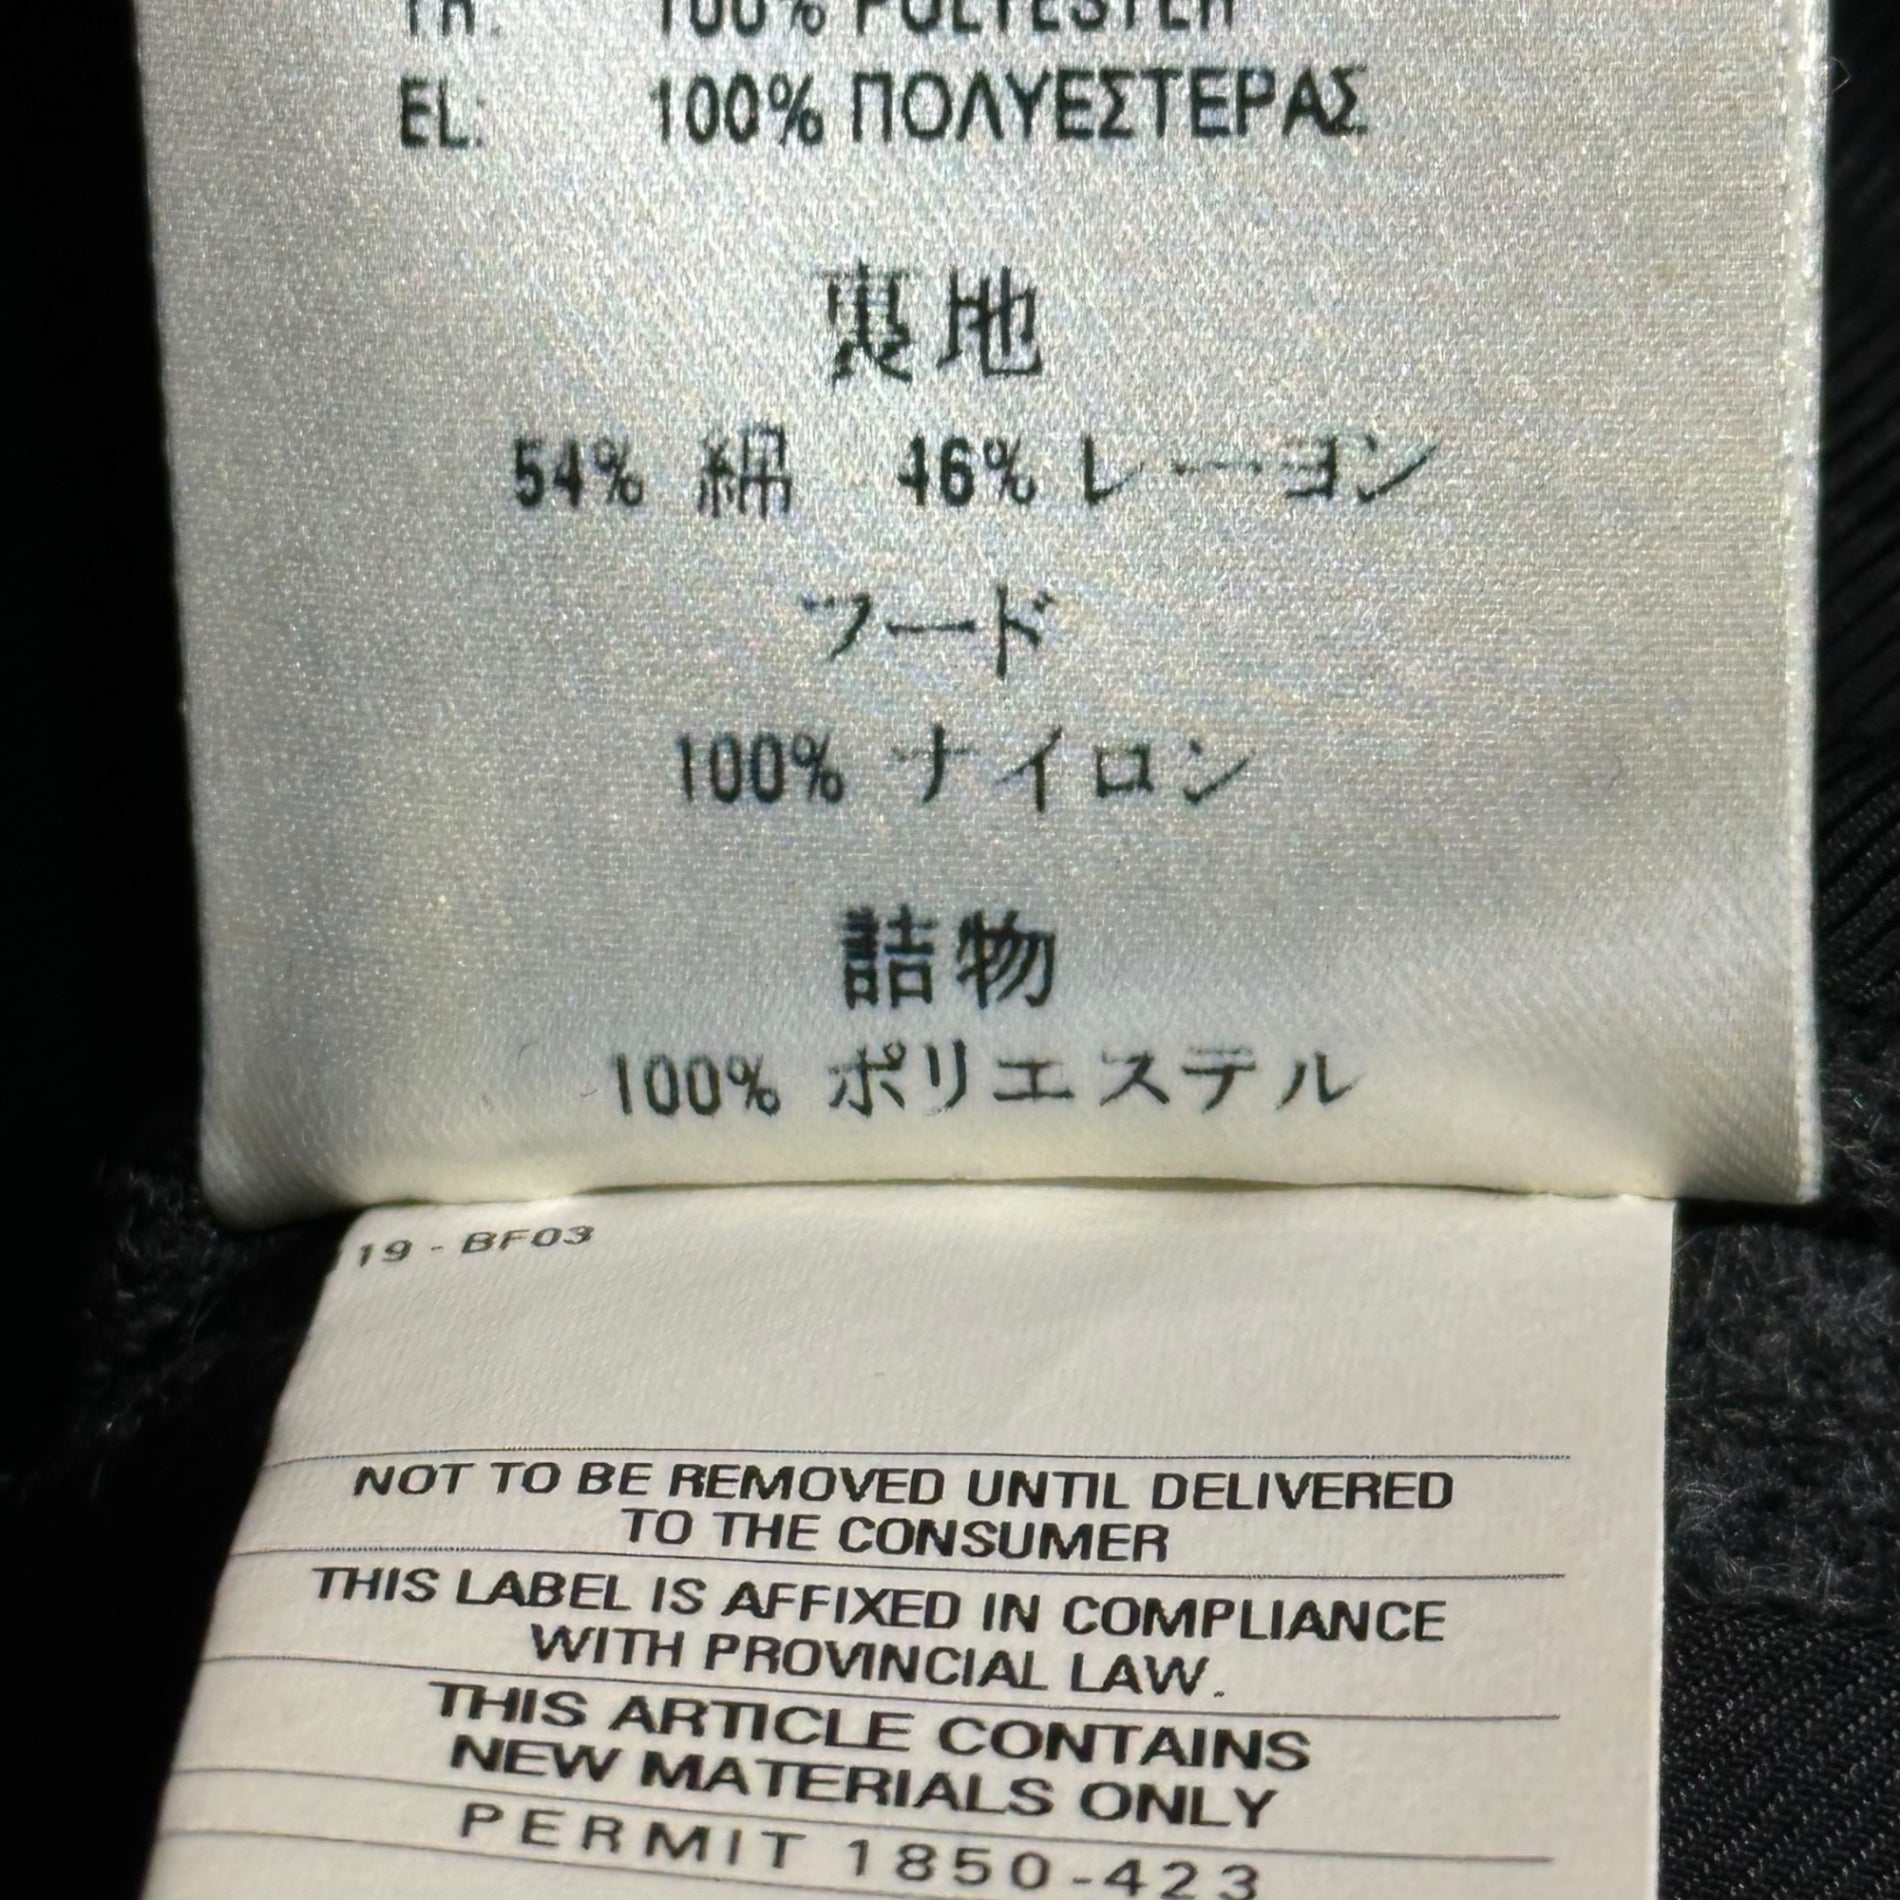 TR: 100% POLYESTER
EL: 100% ΠΟΛΥΕΣΤΕΡΑΣ
裏地
54% 綿 46% レーヨン
フード
100% ナイロン
詰物
100% ポリエステル
19 - BF03
NOT TO BE REMOVED UNTIL DELIVERED
TO THE CONSUMER
THIS LABEL IS AFFIXED IN COMPLIANCE
WITH PROVINCIAL LAW.
THIS ARTICLE CONTAINS
NEW MATERIALS ONLY
PERMIT 1850-423